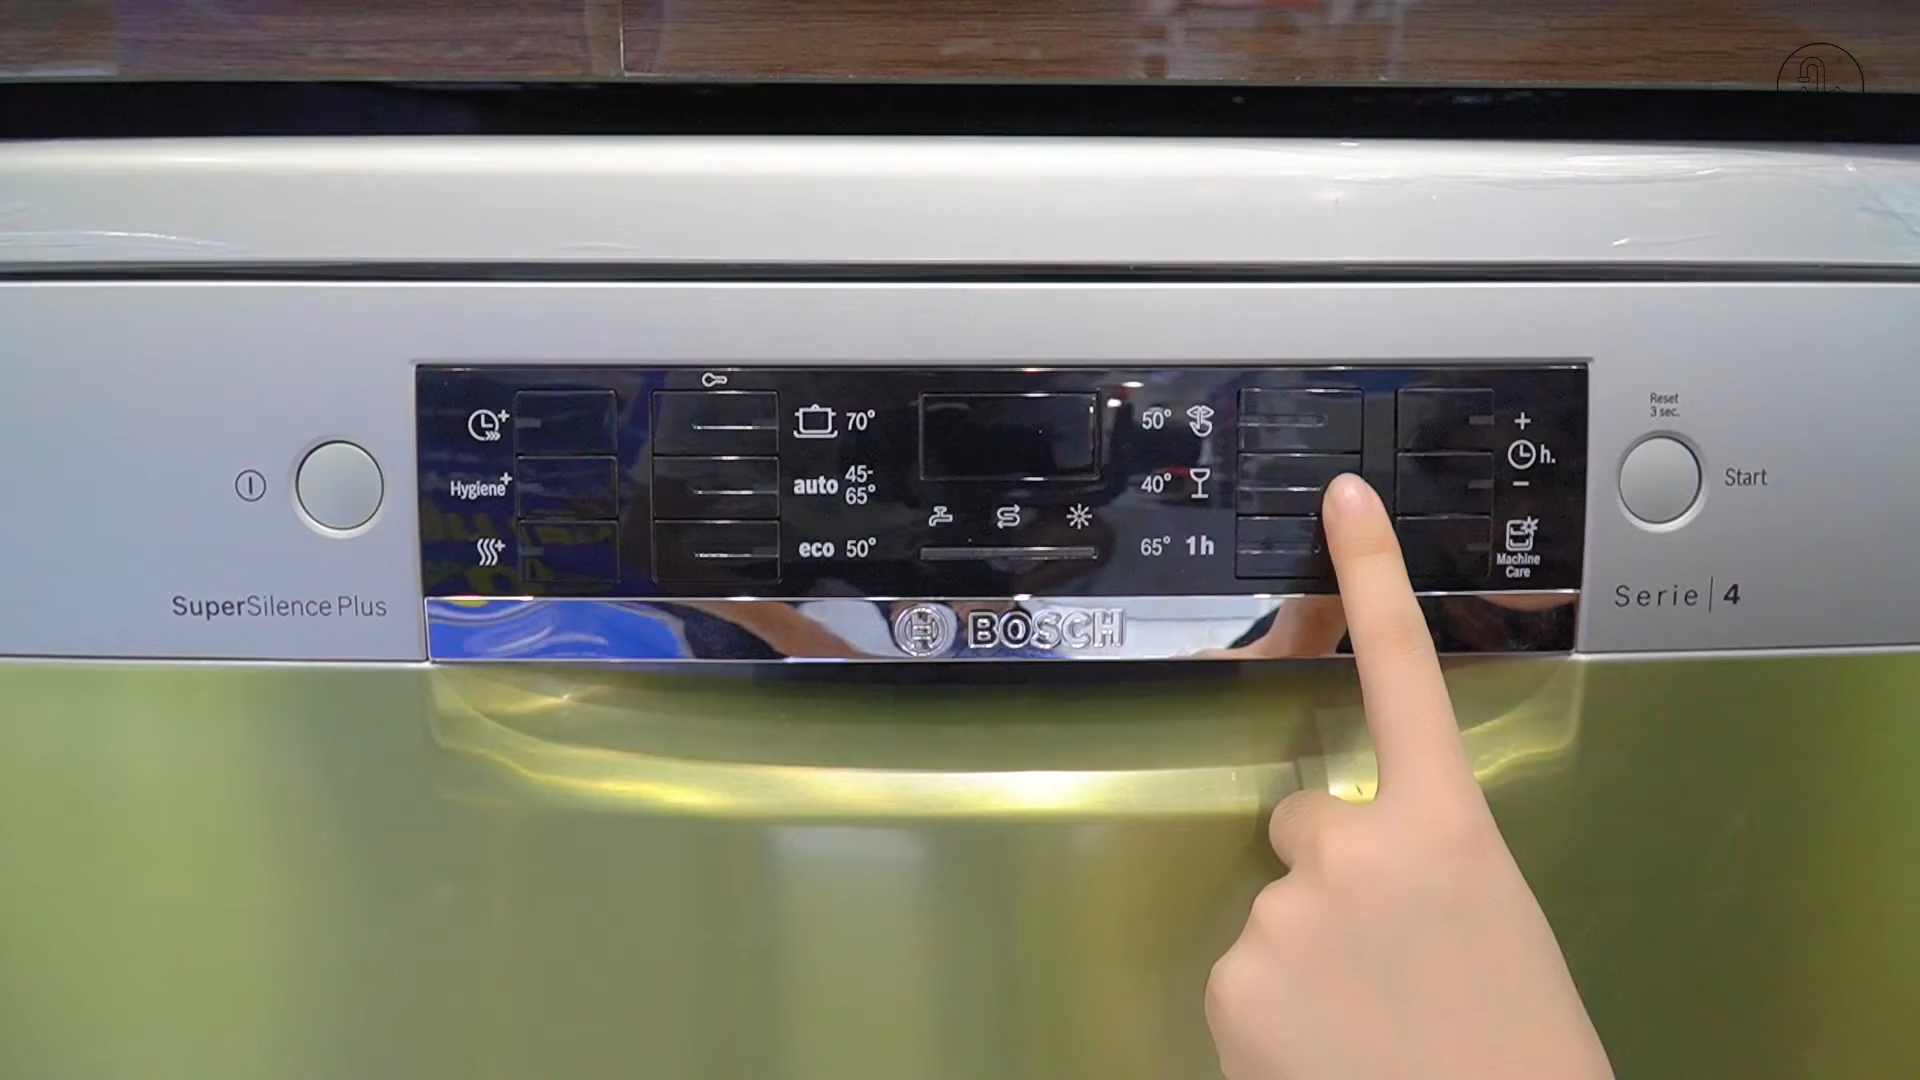 70°
50°
Reset
3 sec.
+
h.
Hygiene+
auto 45-65°
40°
-
Start
eco 50°
65° 1h
Machine
Care
SuperSilence Plus
BOSCH
Serie | 4